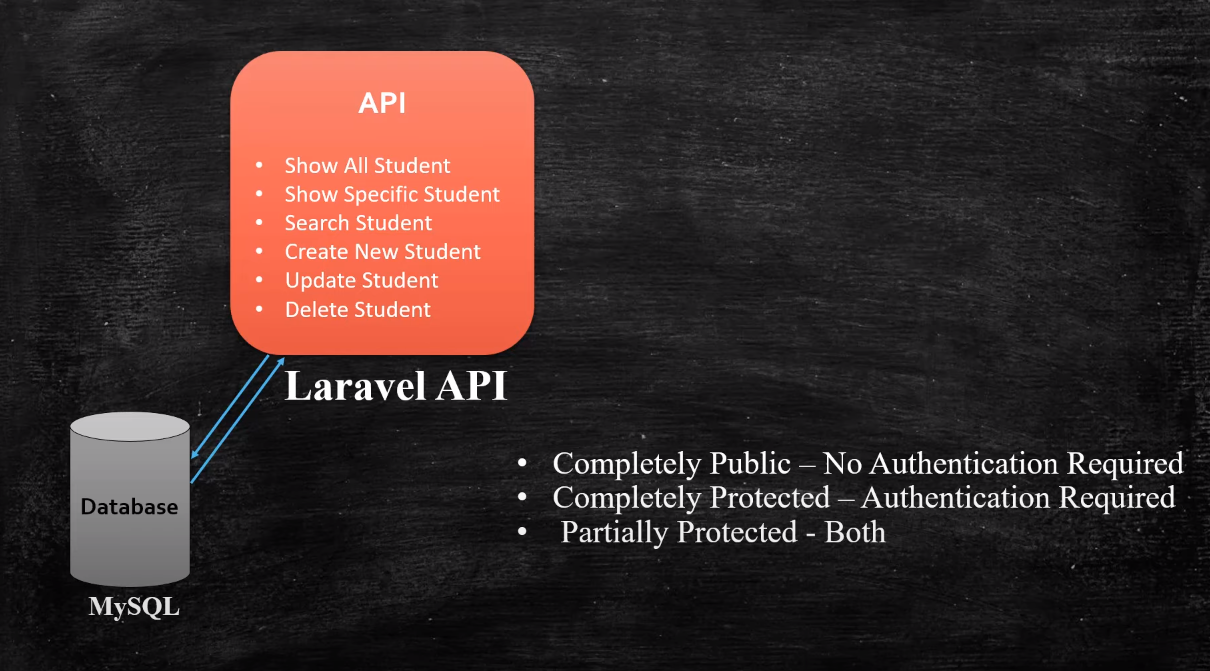 API
• Show All Student
• Show Specific Student
• Search Student
• Create New Student
• Update Student
• Delete Student
Laravel API
Database
MySQL
• Completely Public – No Authentication Required
• Completely Protected – Authentication Required
• Partially Protected - Both